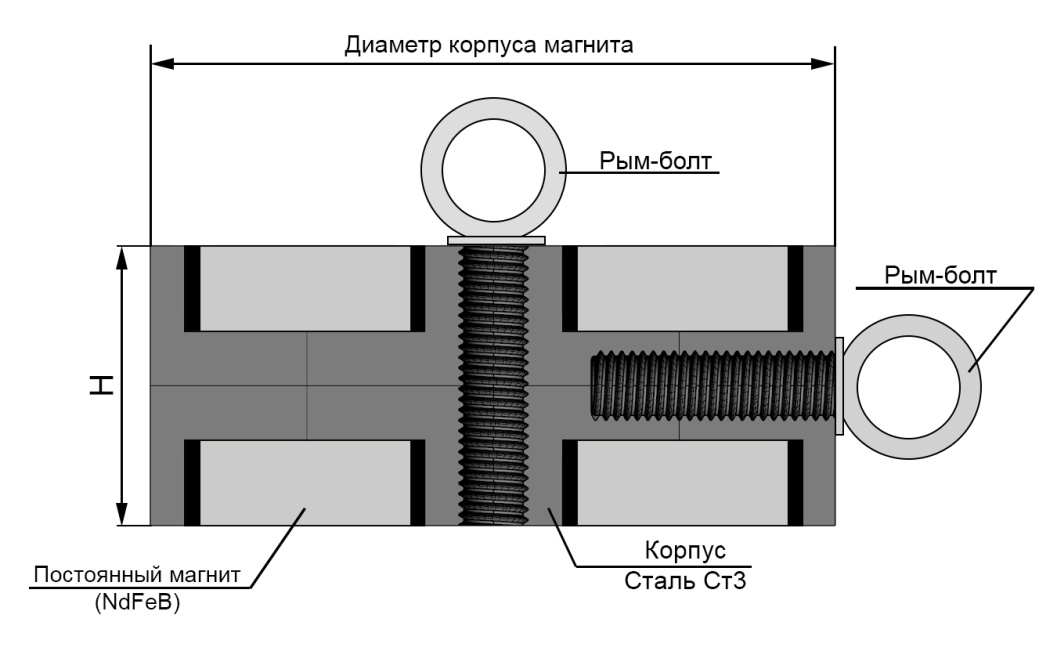 Диаметр корпуса магнита
Рым-болт
Рым-болт
H
Корпус
Сталь Ст3
Постоянный магнит
(NdFeB)